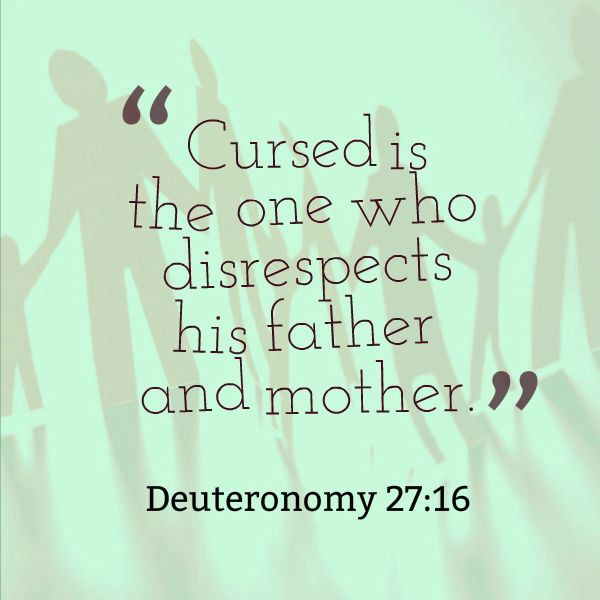 “Cursed is
the one who
disrespects
his father
and mother.”
Deuteronomy 27:16